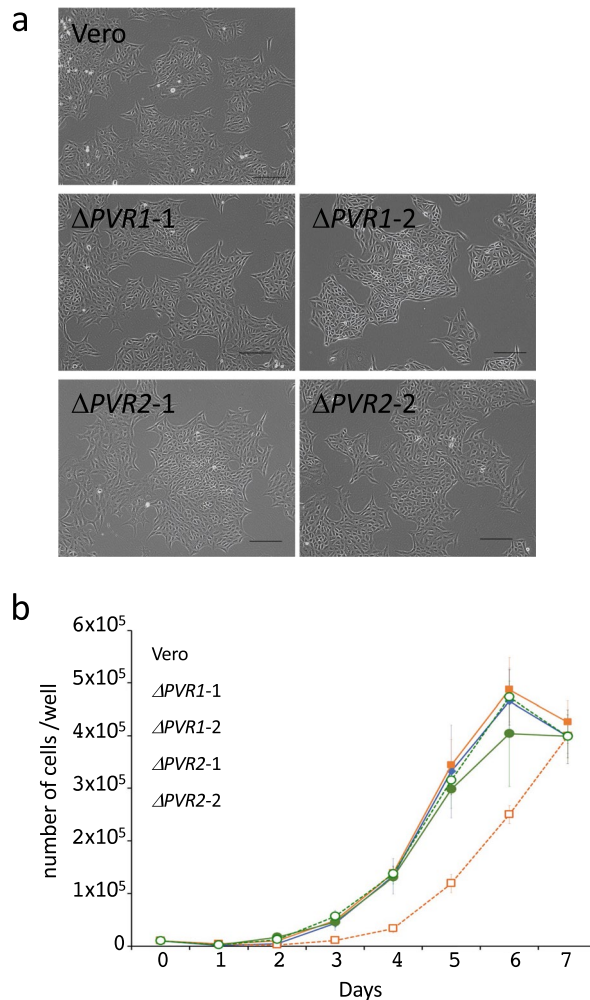 a
Vero
ΔPVR1-1
ΔPVR1-2
ΔPVR2-1
ΔPVR2-2
b
number of cells /well
6x10⁵
5x10⁵
4x10⁵
3x10⁵
2x10⁵
1x10⁵
0
Vero
ΔPVR1-1
ΔPVR1-2
ΔPVR2-1
ΔPVR2-2
0 1 2 3 4 5 6 7
Days